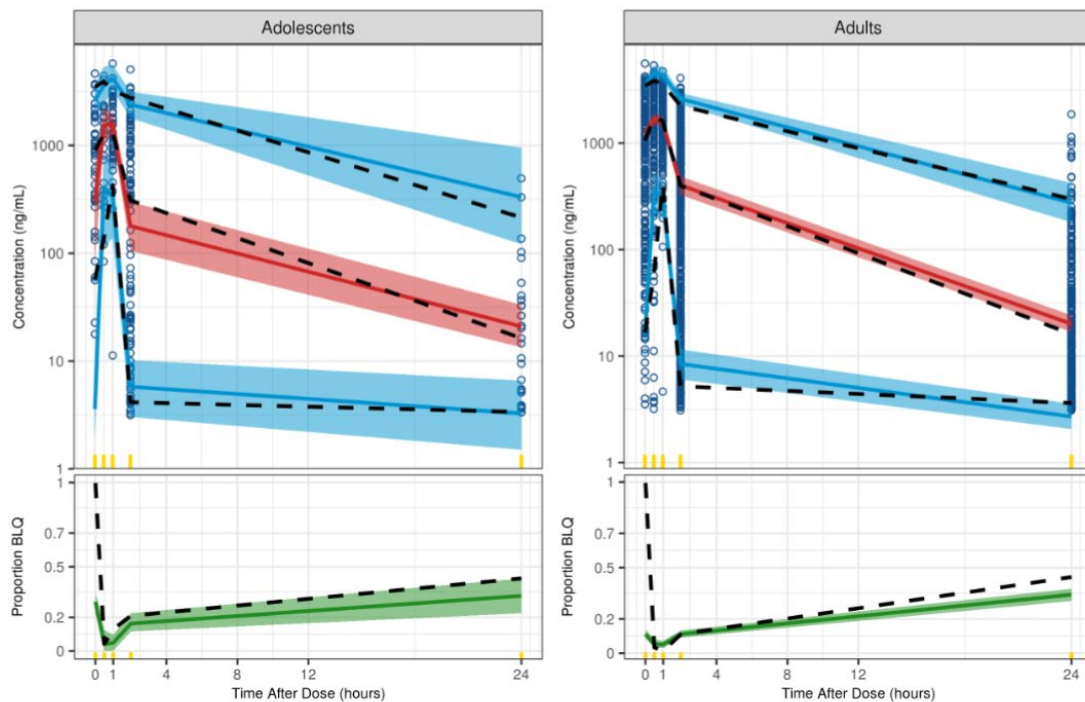 Adolescents
Adults
Concentration (ng/mL)
1000
100
10
1
Concentration (ng/mL)
1000
100
10
1
Proportion BLQ
1
0.7
0.5
0.2
0
Proportion BLQ
1
0.7
0.5
0.2
0
0 1 4 8 12 24
0 1 4 8 12 24
Time After Dose (hours)
Time After Dose (hours)